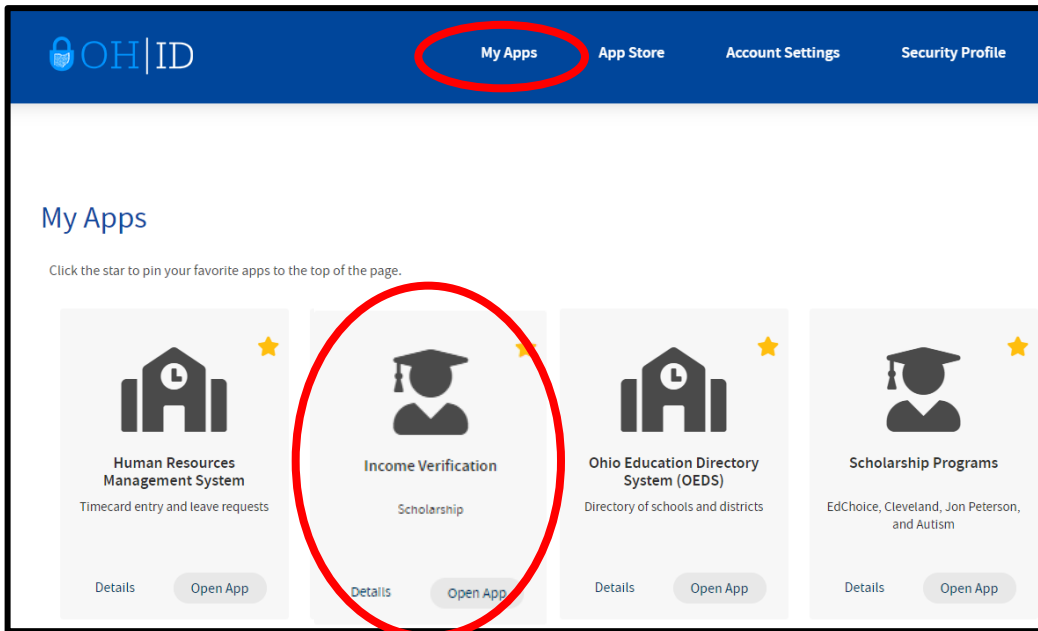 OH|ID
My Apps
App Store
Account Settings
Security Profile
My Apps
Click the star to pin your favorite apps to the top of the page.
Human Resources
Management System
Timecard entry and leave requests
Details
Open App
Income Verification
Scholarship
Details
Open App
Ohio Education Directory
System (OEDS)
Directory of schools and districts
Details
Open App
Scholarship Programs
EdChoice, Cleveland, Jon Peterson,
and Autism
Details
Open App